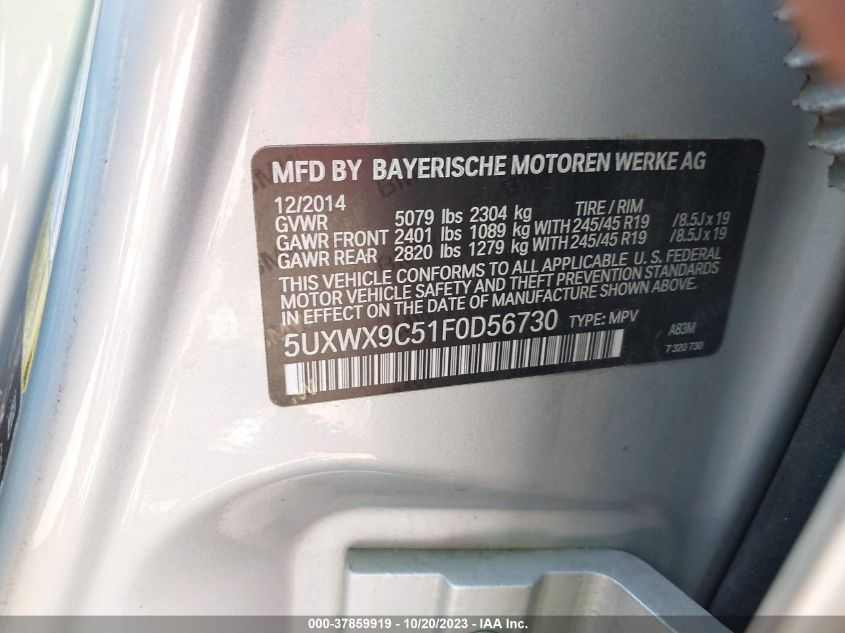 MFD BY BAYERISCHE MOTOREN WERKE AG
12/2014 TIRE / RIM
GVWR 5079 lbs 2304 kg
GAWR FRONT 2401 lbs 1089 kg WITH 245/45 R19 /8.5J x 19
GAWR REAR 2820 lbs 1279 kg WITH 245/45 R19 /8.5J x 19
THIS VEHICLE CONFORMS TO ALL APPLICABLE U. S. FEDERAL
MOTOR VEHICLE SAFETY AND THEFT PREVENTION STANDARDS
IN EFFECT ON THE DATE OF MANUFACTURE SHOWN ABOVE.
5UXWX9C51F0D56730 TYPE: MPV A83M
7 320 730
000-37859919 - 10/20/2023 - IAA Inc.